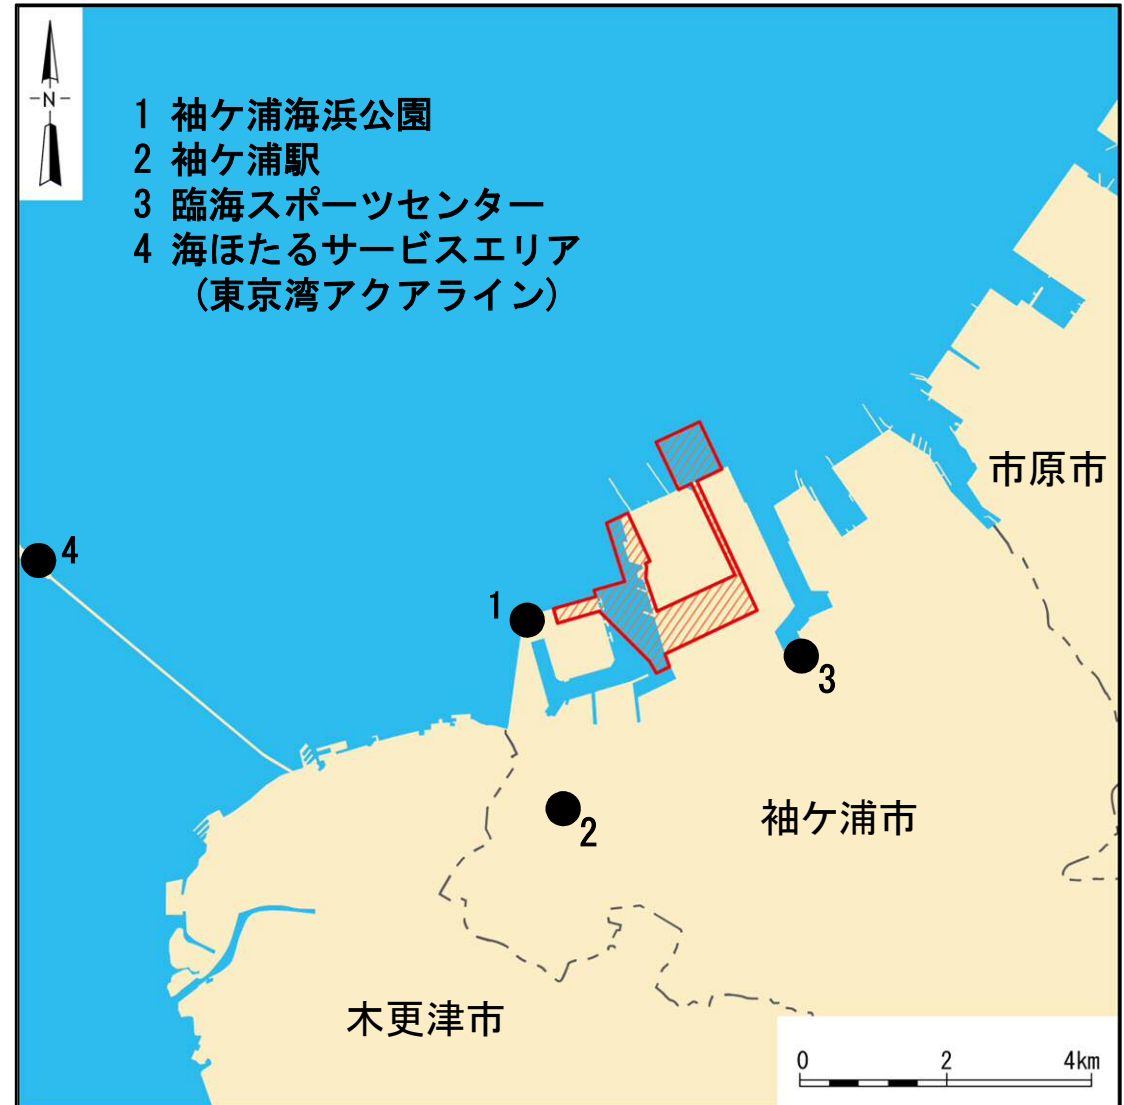 N
1 袖ケ浦海浜公園
2 袖ケ浦駅
3 臨海スポーツセンター
4 海ほたるサービスエリア
(東京湾アクアライン)
市原市
4
1
3
2
袖ケ浦市
木更津市
0 2 4km